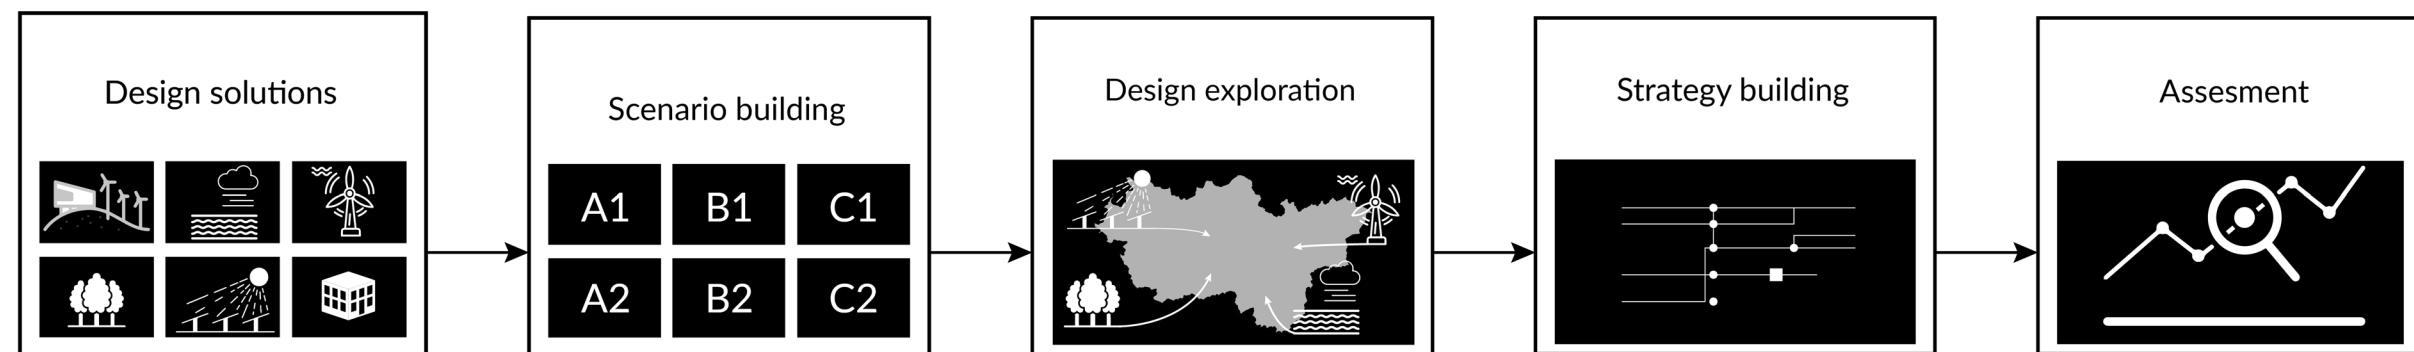 Design solutions
Scenario building
A1 B1 C1
A2 B2 C2
Design exploration
Strategy building
Assesment